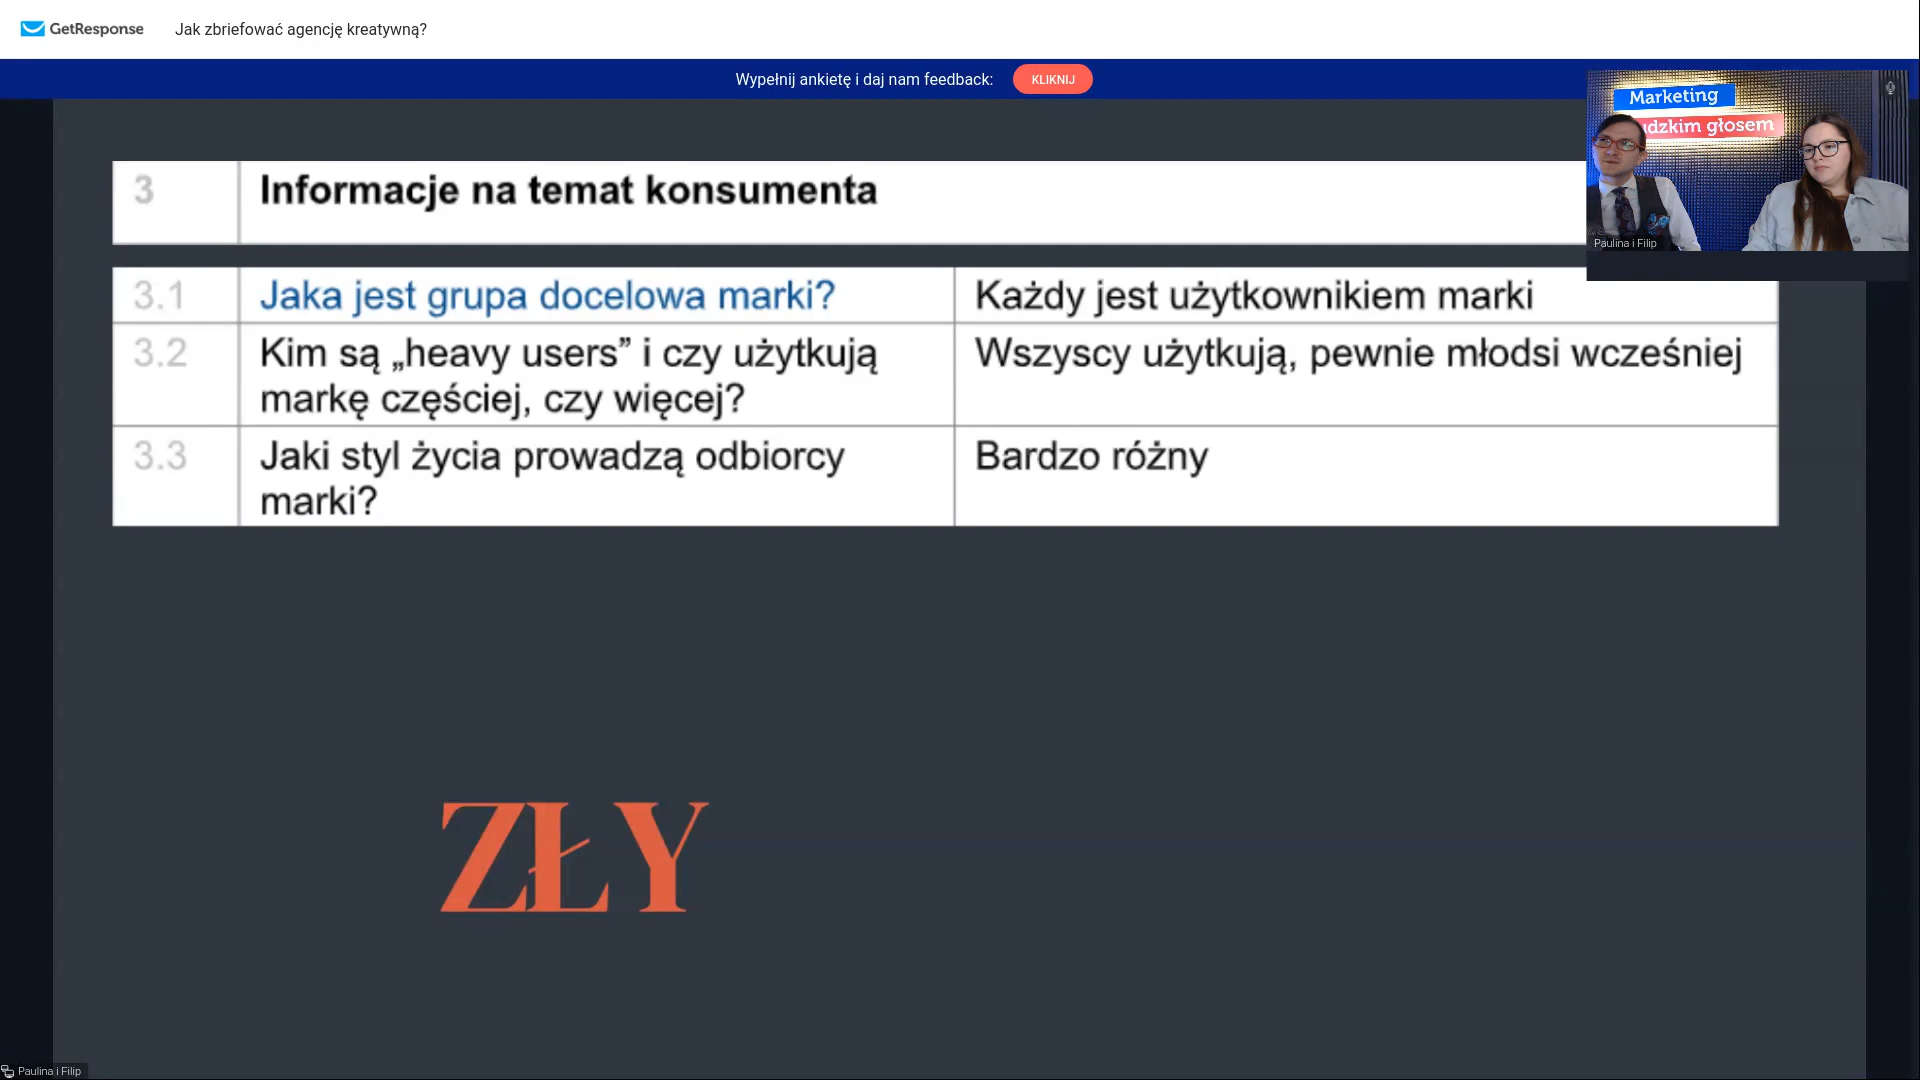 GetResponse
Jak zbriefować agencję kreatywną?
Wypełnij ankietę i daj nam feedback:
KLIKNIJ
Marketing
udzkim głosem
Paulina i Filip
3
Informacje na temat konsumenta
3.1
Jaka jest grupa docelowa marki?
Każdy jest użytkownikiem marki
3.2
Kim są „heavy users” i czy użytkują
markę częściej, czy więcej?
Wszyscy użytkują, pewnie młodsi wcześniej
3.3
Jaki styl życia prowadzą odbiorcy
marki?
Bardzo różny
ZŁY
Paulina i Filip